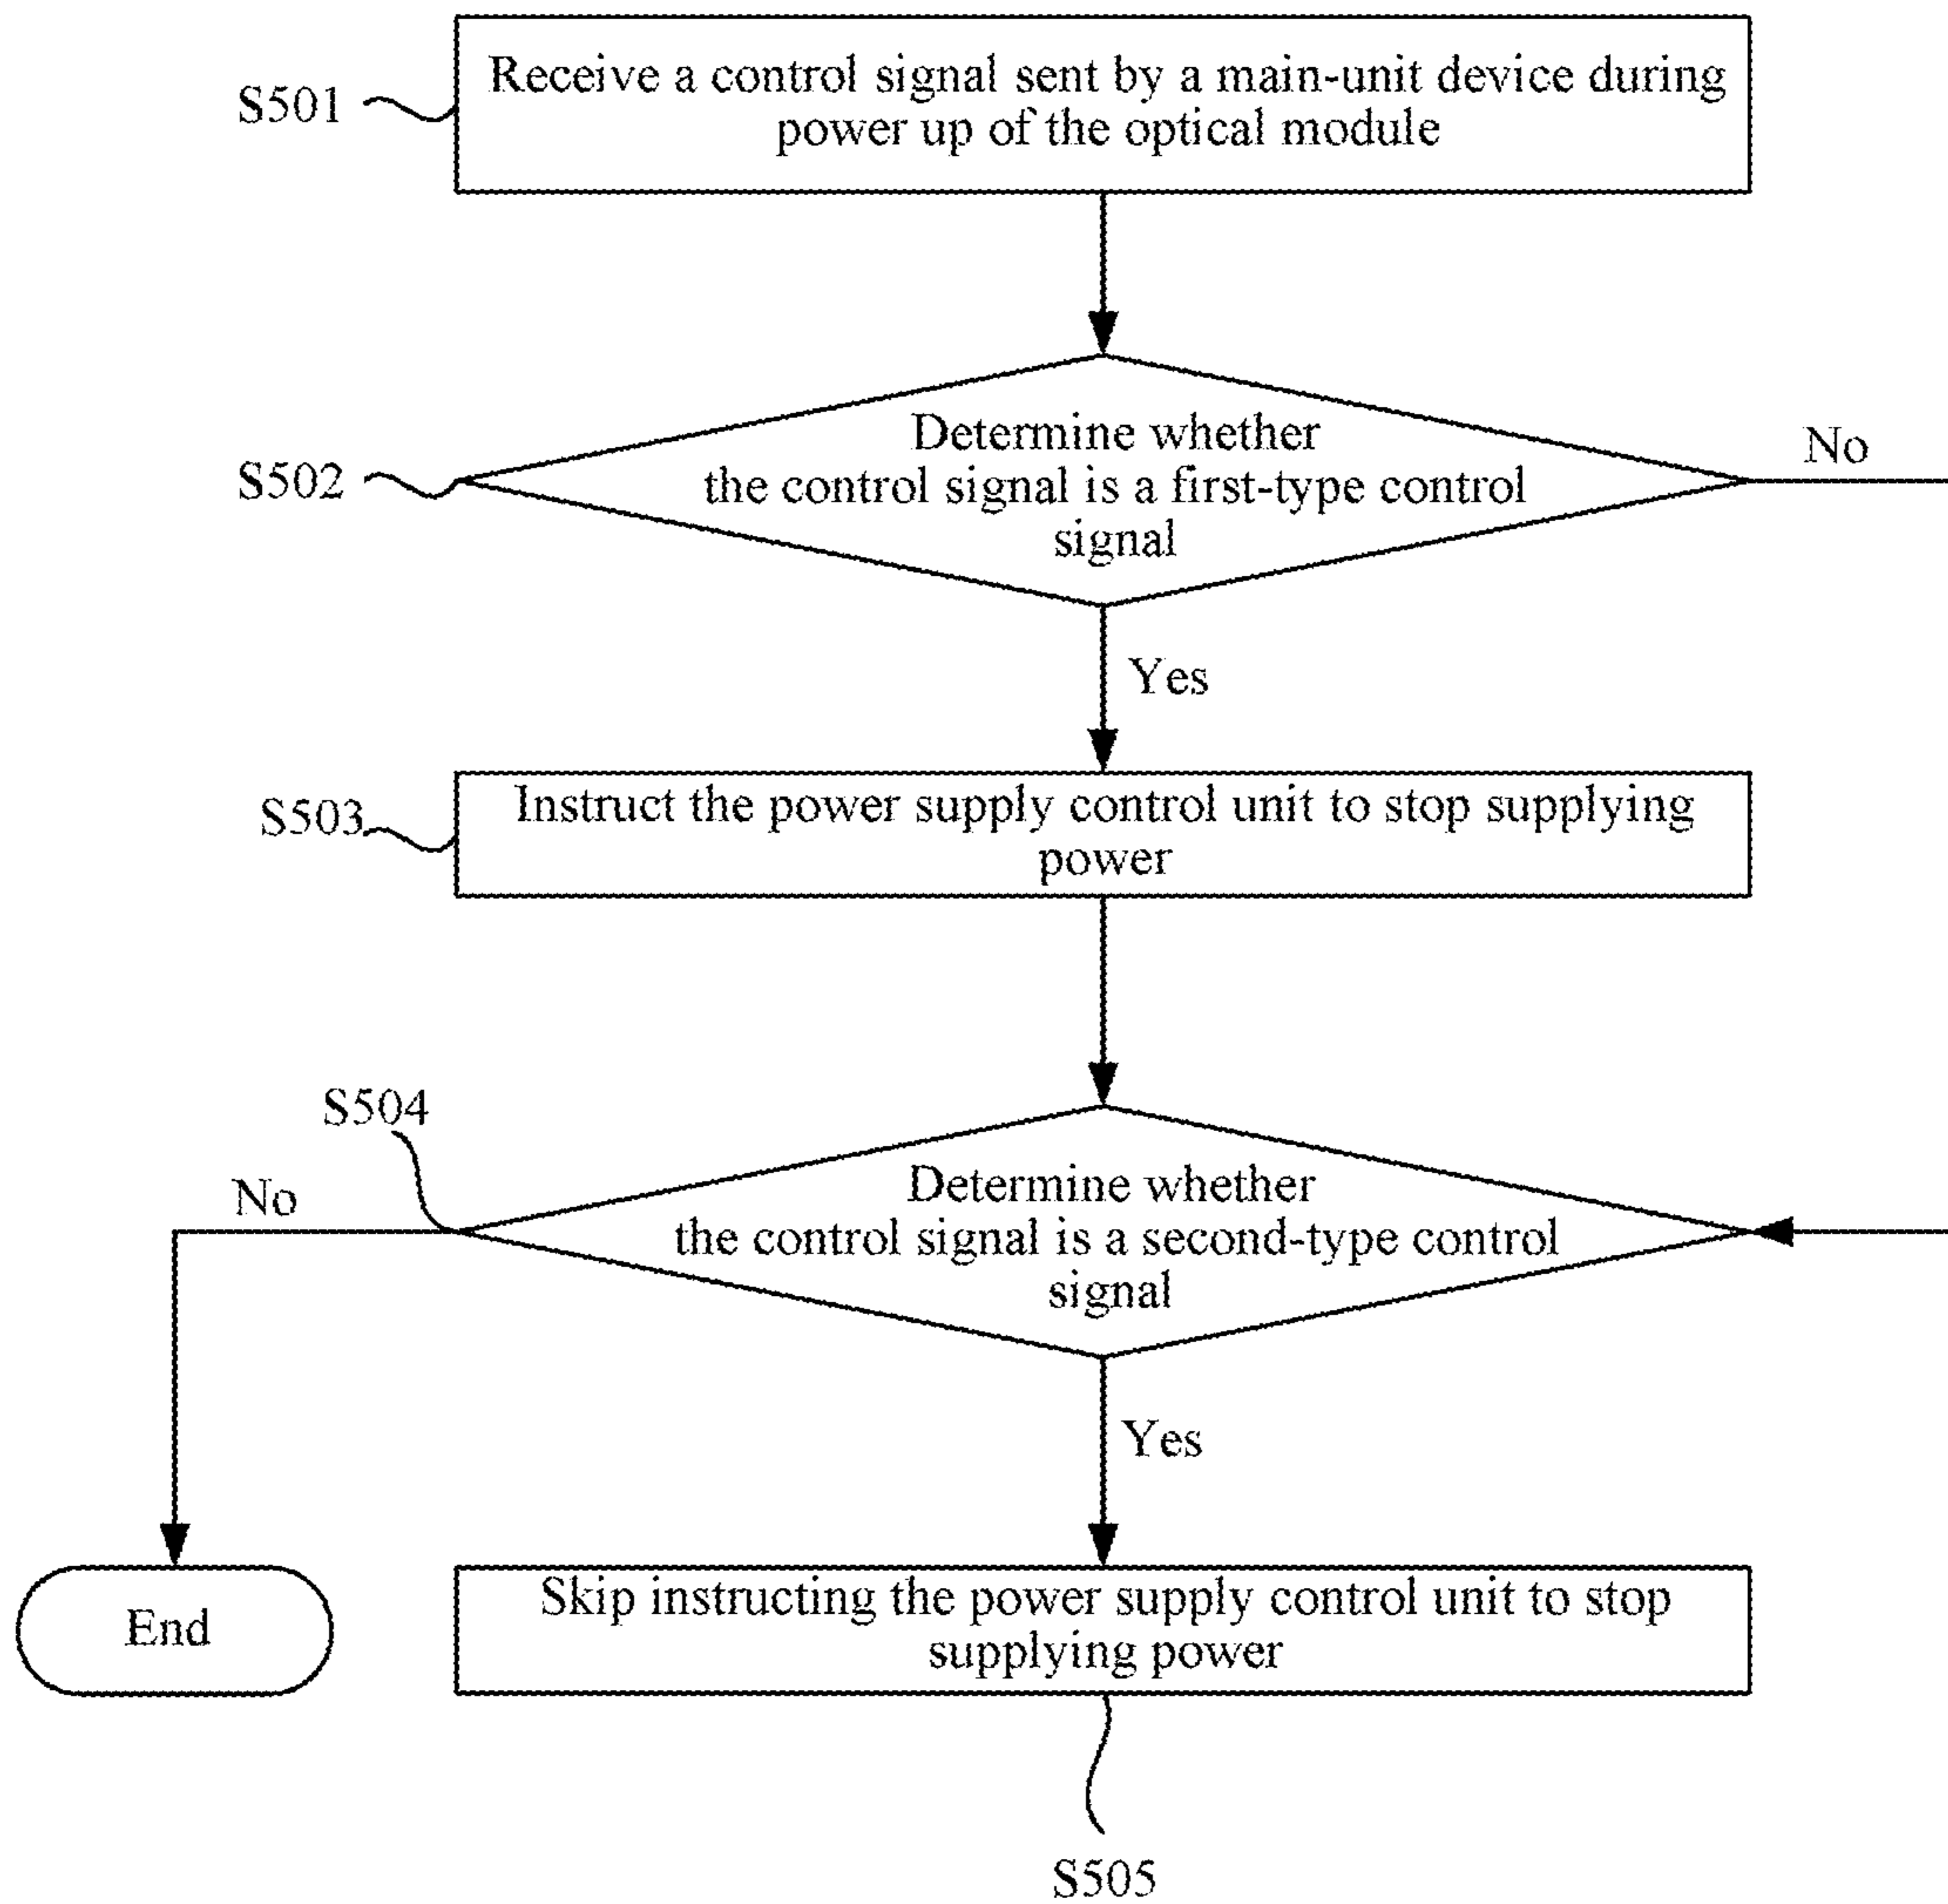 S501
Receive a control signal sent by a main-unit device during
power up of the optical module
S502
Determine whether
the control signal is a first-type control
signal
No
Yes
S503
Instruct the power supply control unit to stop supplying
power
S504
No
Determine whether
the control signal is a second-type control
signal
Yes
End
Skip instructing the power supply control unit to stop
supplying power
S505